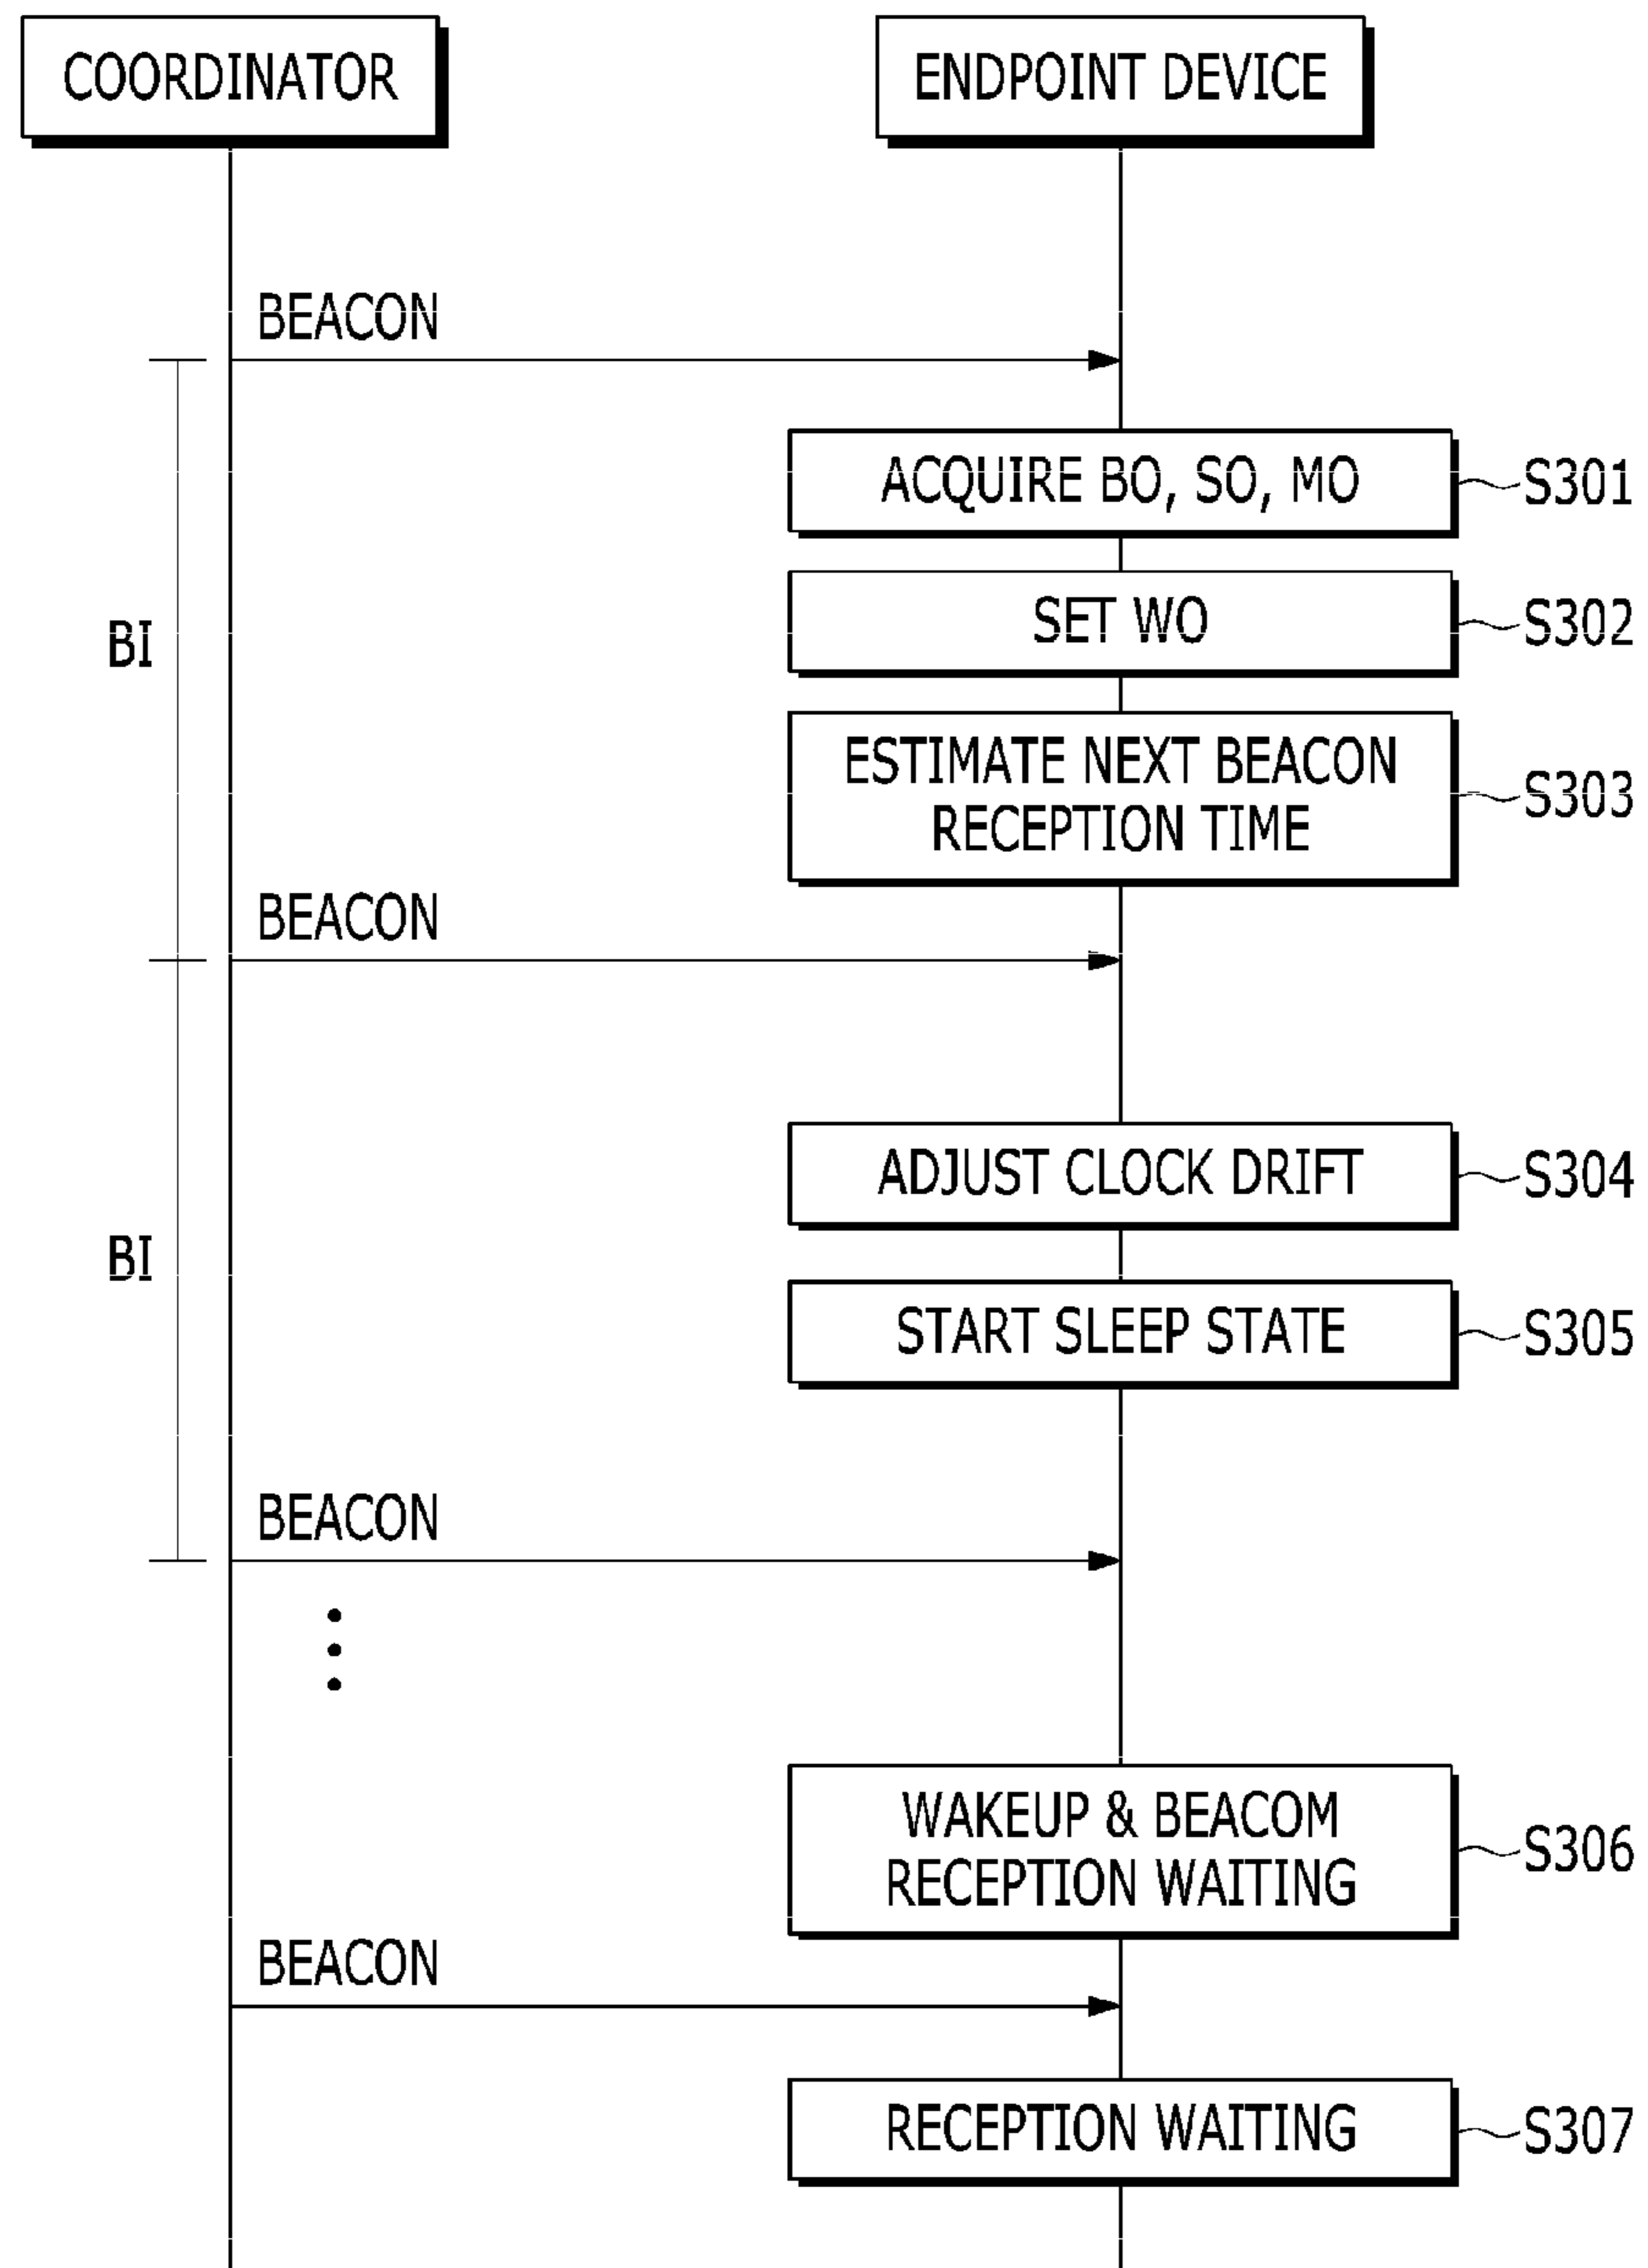 COORDINATOR
ENDPOINT DEVICE
BEACON
ACQUIRE BO, SO, MO
S301
BI
SET WO
S302
ESTIMATE NEXT BEACON
RECEPTION TIME
S303
BEACON
ADJUST CLOCK DRIFT
S304
BI
START SLEEP STATE
S305
BEACON
WAKEUP & BEACOM
RECEPTION WAITING
S306
BEACON
RECEPTION WAITING
S307